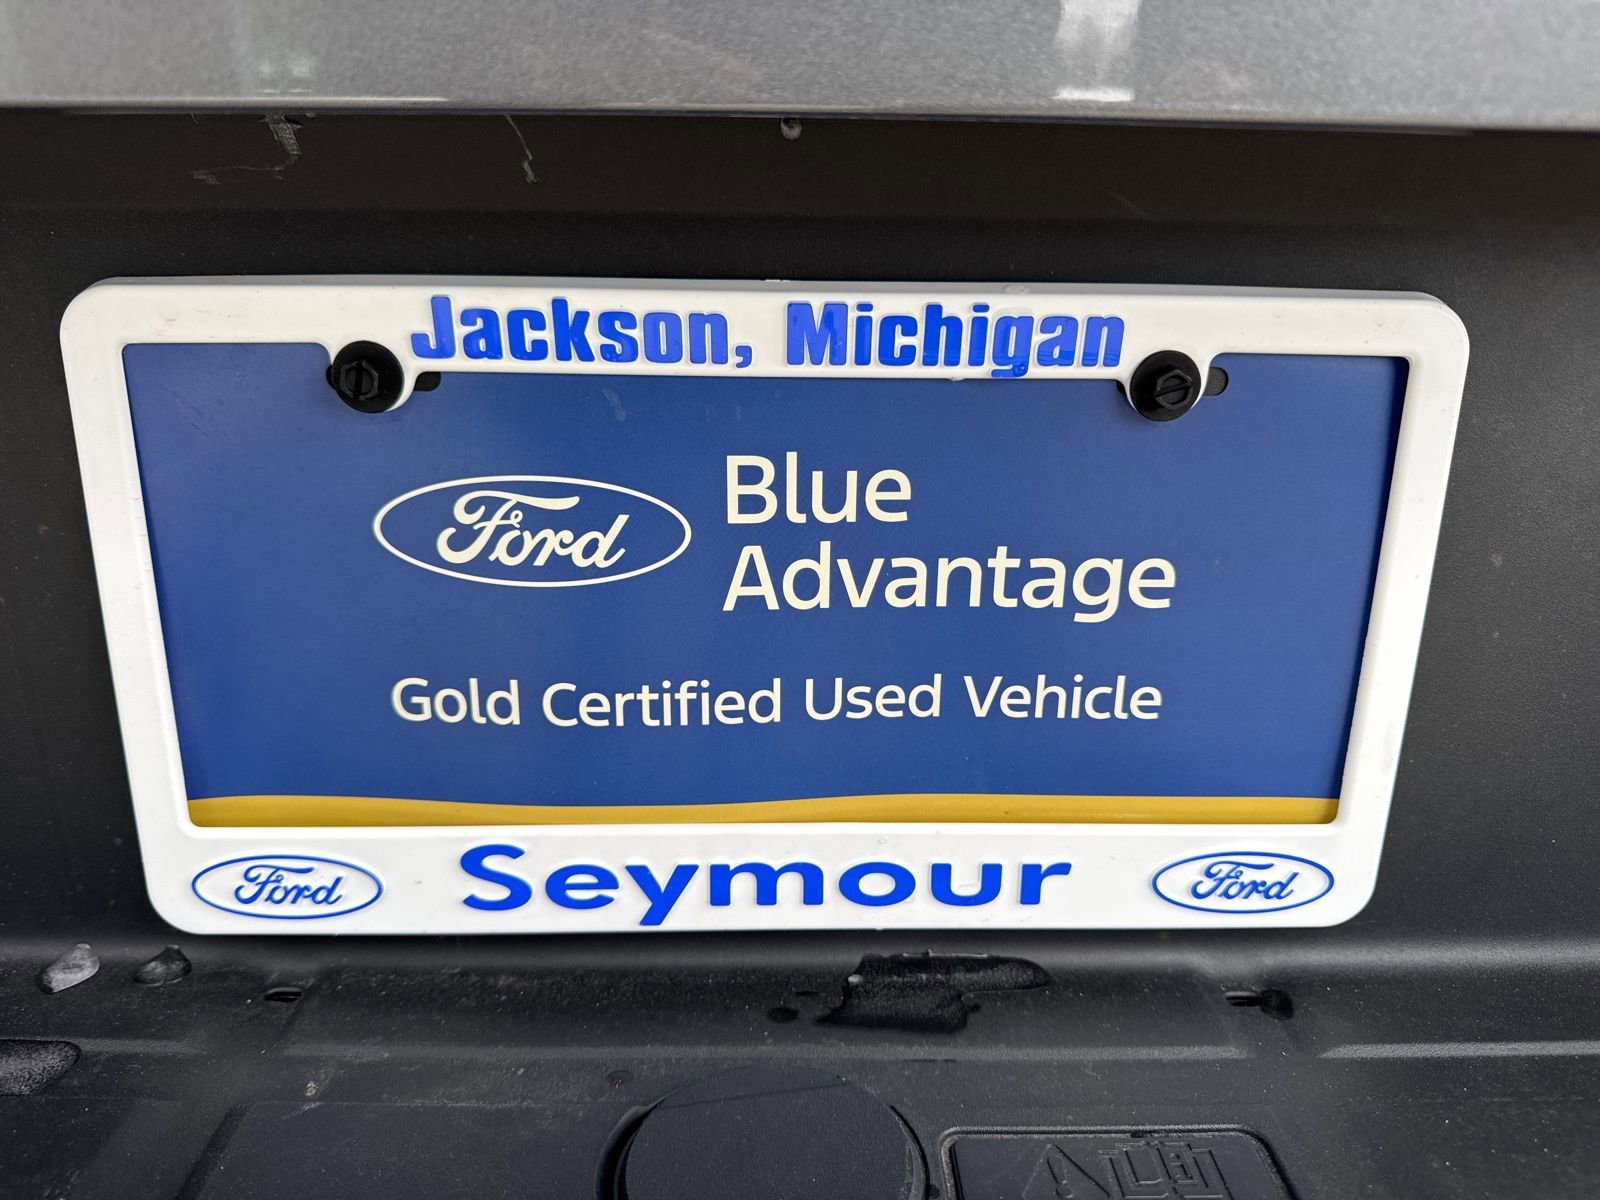 Jackson, Michigan
Ford
Blue
Advantage
Gold Certified Used Vehicle
Ford Seymour Ford